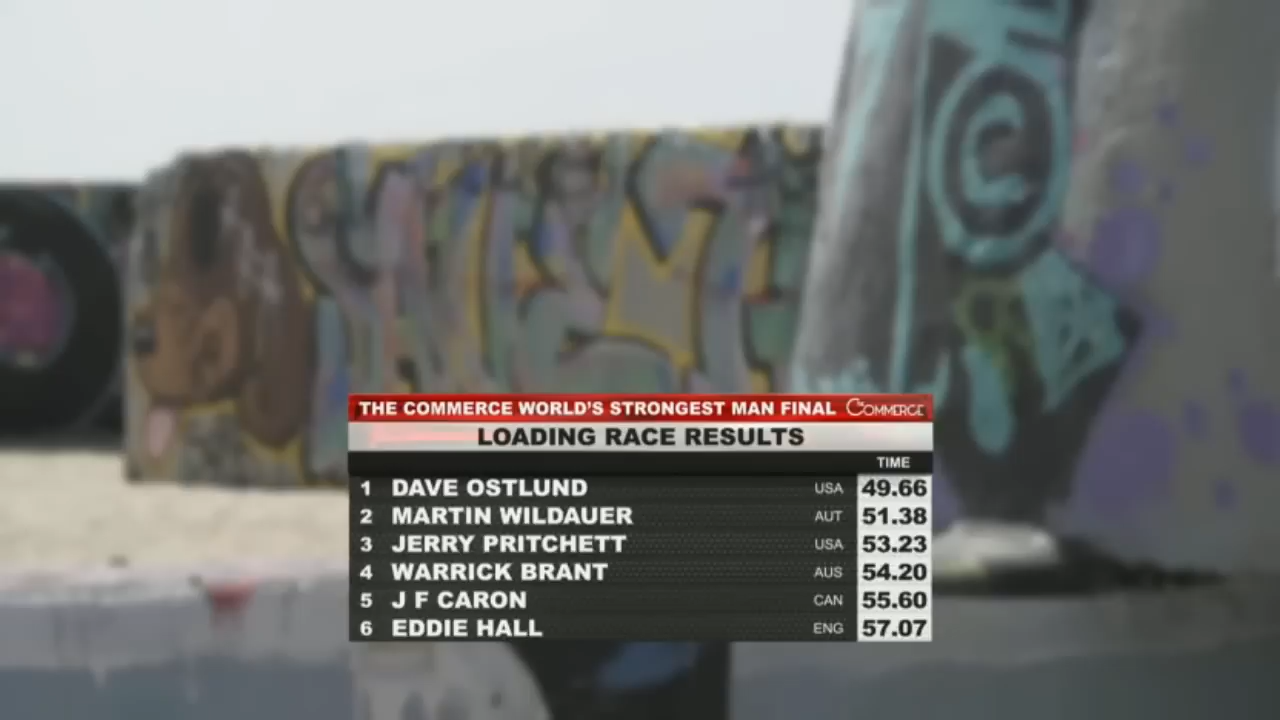 THE COMMERCE WORLD'S STRONGEST MAN FINAL COMMERCE
LOADING RACE RESULTS
TIME
1 DAVE OSTLUND USA 49.66
2 MARTIN WILDAUER AUT 51.38
3 JERRY PRITCHETT USA 53.23
4 WARRICK BRANT AUS 54.20
5 J F CARON CAN 55.60
6 EDDIE HALL ENG 57.07